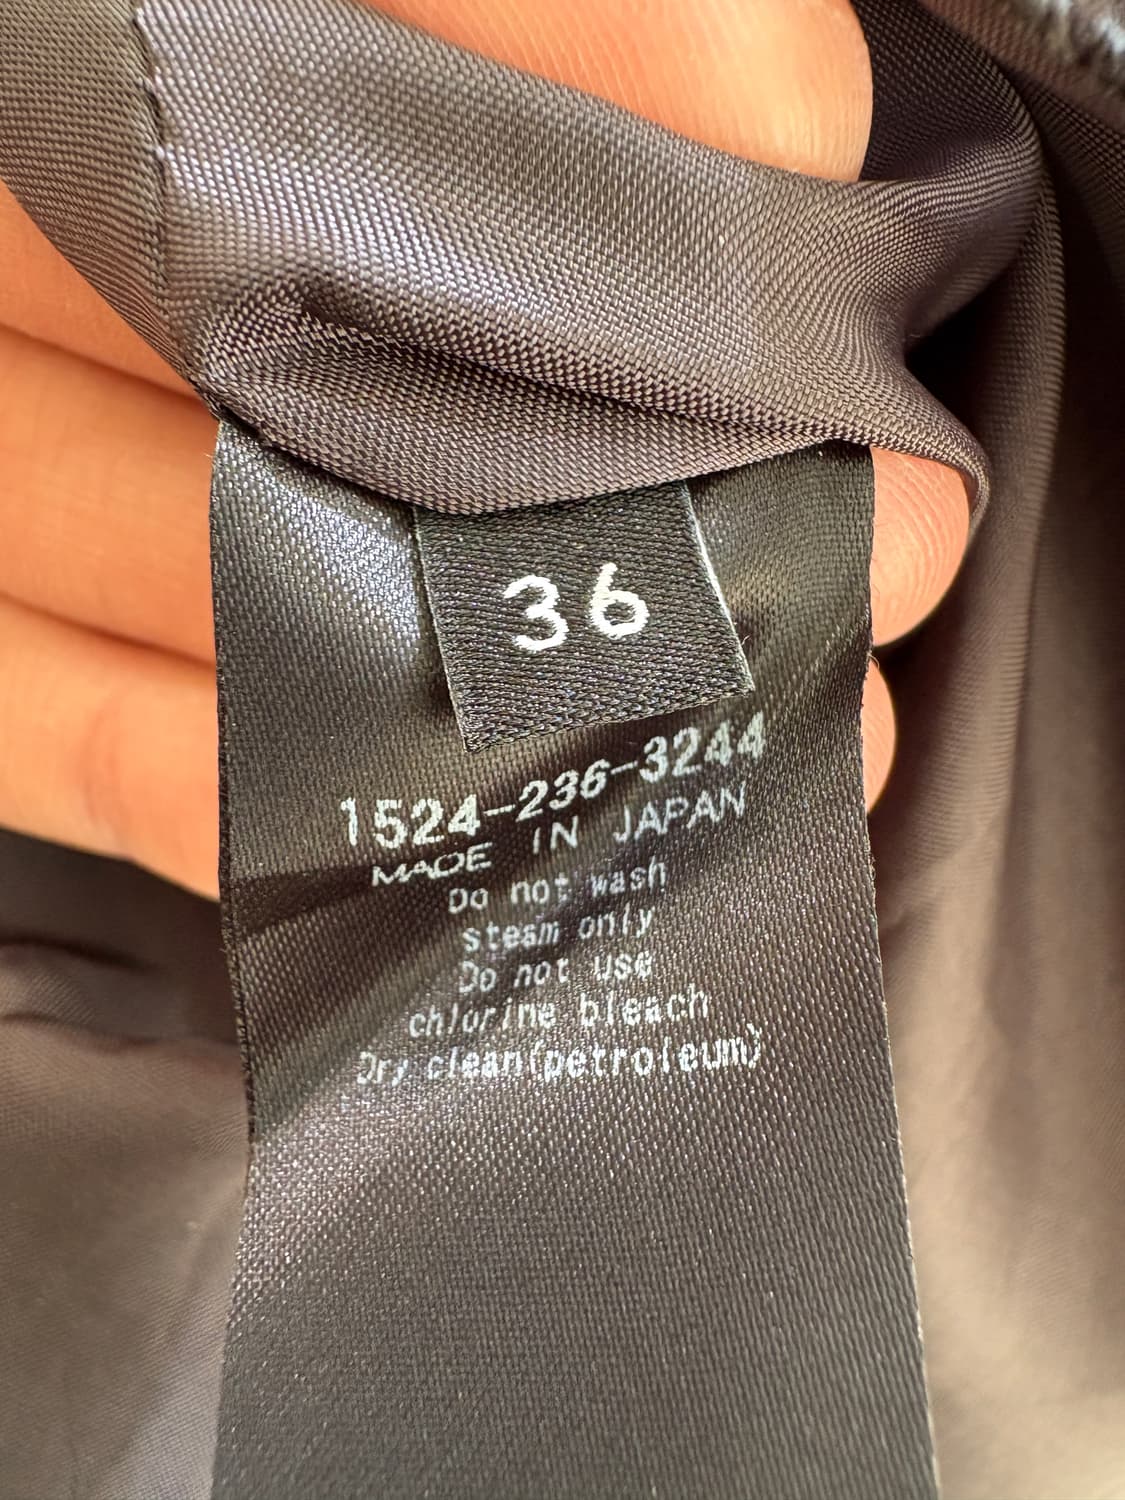 36
1524-236-3244
MADE IN JAPAN
Do not wash
steam only
Do not use
chlorine bleach
Dry clean(petroleum)